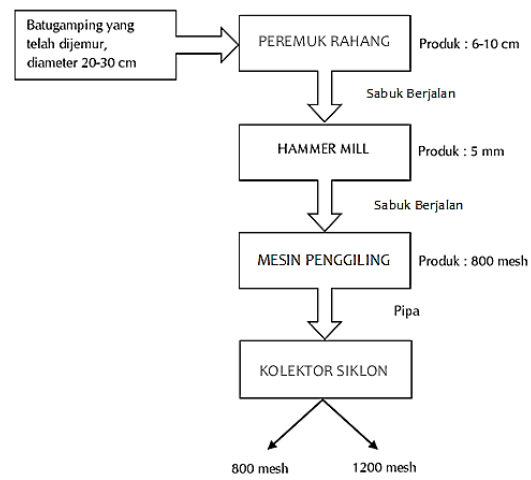 Batugamping yang
telah dijemur,
diameter 20-30 cm
PEREMUK RAHANG
Produk : 6-10 cm
Sabuk Berjalan
HAMMER MILL
Produk : 5 mm
Sabuk Berjalan
MESIN PENGGILING
Produk : 800 mesh
Pipa
KOLEKTOR SIKLON
800 mesh
1200 mesh